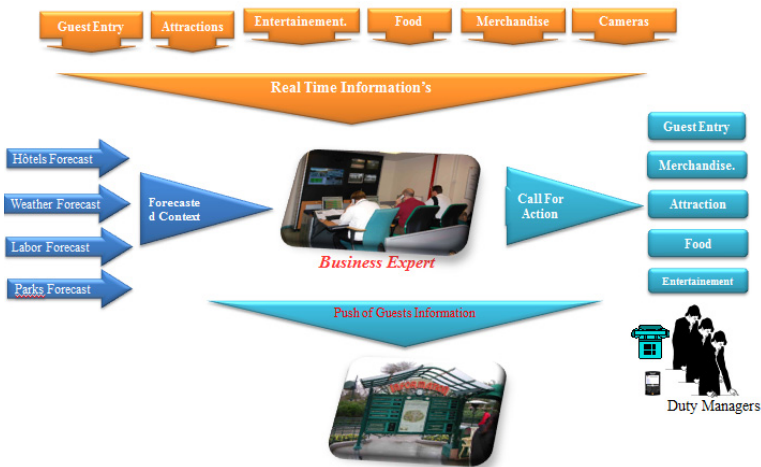 Guest Entry
Attractions
Entertainement.
Food
Merchandise
Cameras
Real Time Information's
Hôtels Forecast
Weather Forecast
Labor Forecast
Parks Forecast
Forecaste
d Context
Business Expert
Call For
Action
Guest Entry
Merchandise.
Attraction
Food
Entertainement
Push of Guests Information
Duty Managers